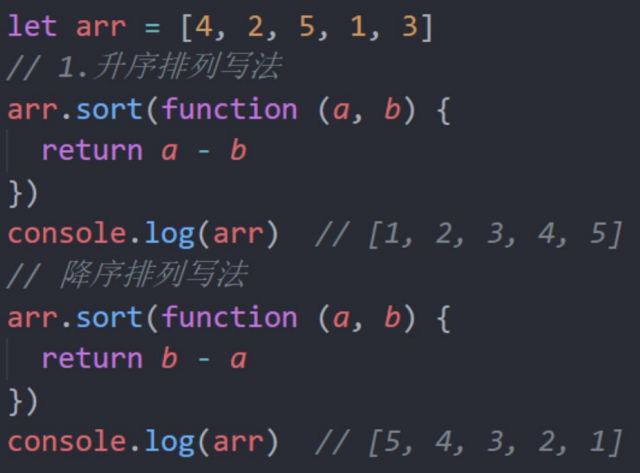 let arr = [4, 2, 5, 1, 3]
// 1.升序排列写法
arr.sort(function (a, b) {
  return a - b
})
console.log(arr)  // [1, 2, 3, 4, 5]
// 降序排列写法
arr.sort(function (a, b) {
  return b - a
})
console.log(arr)  // [5, 4, 3, 2, 1]